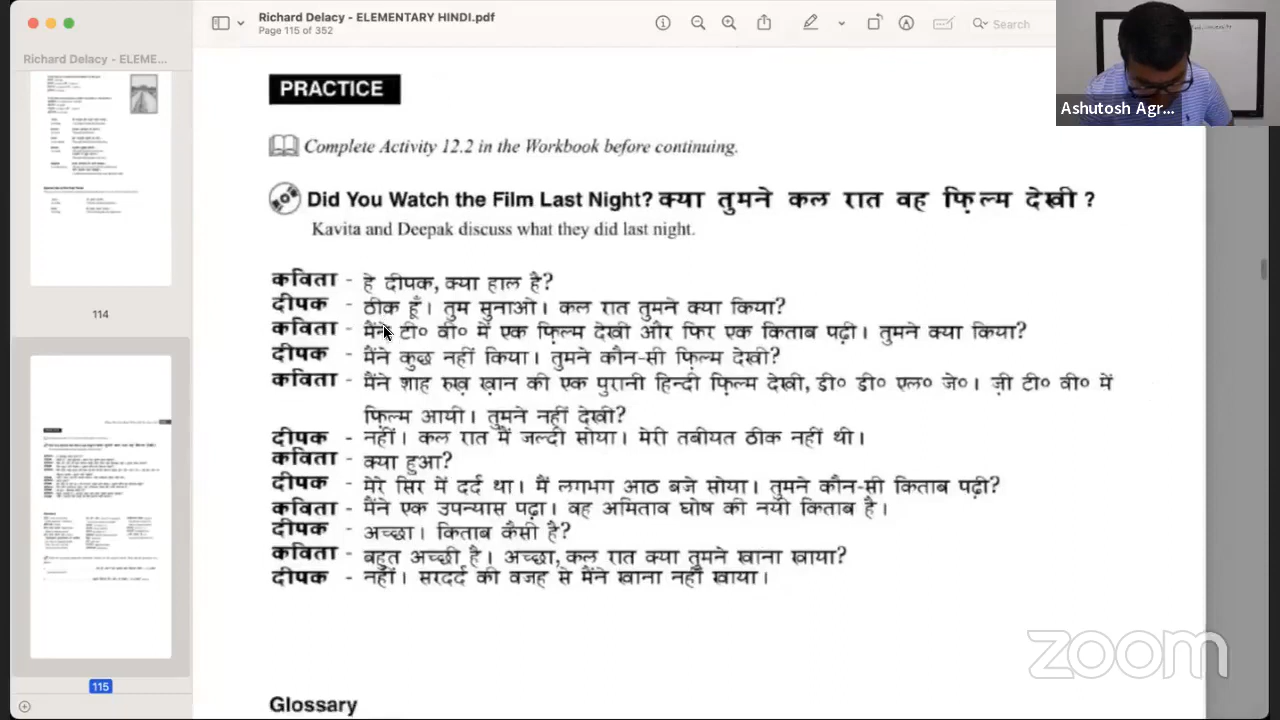 Richard Delacy - ELEMENTARY HINDI.pdf
Page 115 of 352
Search
Richard Delacy - ELEME...
114
115
Ashutosh Agr...
PRACTICE
Complete Activity 12.2 in the Workbook before continuing.
Did You Watch the Film Last Night? क्या तुमने कल रात वह फ़िल्म देखी ?
Kavita and Deepak discuss what they did last night.
कविता - हे दीपक, क्या हाल है?
दीपक - ठीक हूँ। तुम सुनाओ। कल रात तुमने क्या किया?
कविता - मैंने टी० वी० में एक फ़िल्म देखी और फिर एक किताब पढ़ी। तुमने क्या किया?
दीपक - मैंने कुछ नहीं किया। तुमने कौन-सी फ़िल्म देखी?
कविता - मैंने शाह रुख़ ख़ान की एक पुरानी हिन्दी फ़िल्म देखी, डी० डी० एल० जे०। ज़ी टी० वी० में
फ़िल्म आयी। तुमने नहीं देखी?
दीपक - नहीं। कल रात मैं जल्दी सोया। मेरी तबीयत ठीक नहीं थी।
कविता - क्या हुआ?
दीपक - मेरे सिर में दर्द था। मैं लगभग आठ बजे सोया। तुमने कौन-सी किताब पढ़ी?
कविता - मैंने एक उपन्यास पढ़ा। वह अमिताव घोष की नयी किताब है।
दीपक - अच्छा। किताब कैसी है?
कविता - बहुत अच्छी है। अच्छा, कल रात क्या तुमने खाना खाया?
दीपक - नहीं। सरदर्द की वजह से मैंने खाना नहीं खाया।
Glossary
zoom